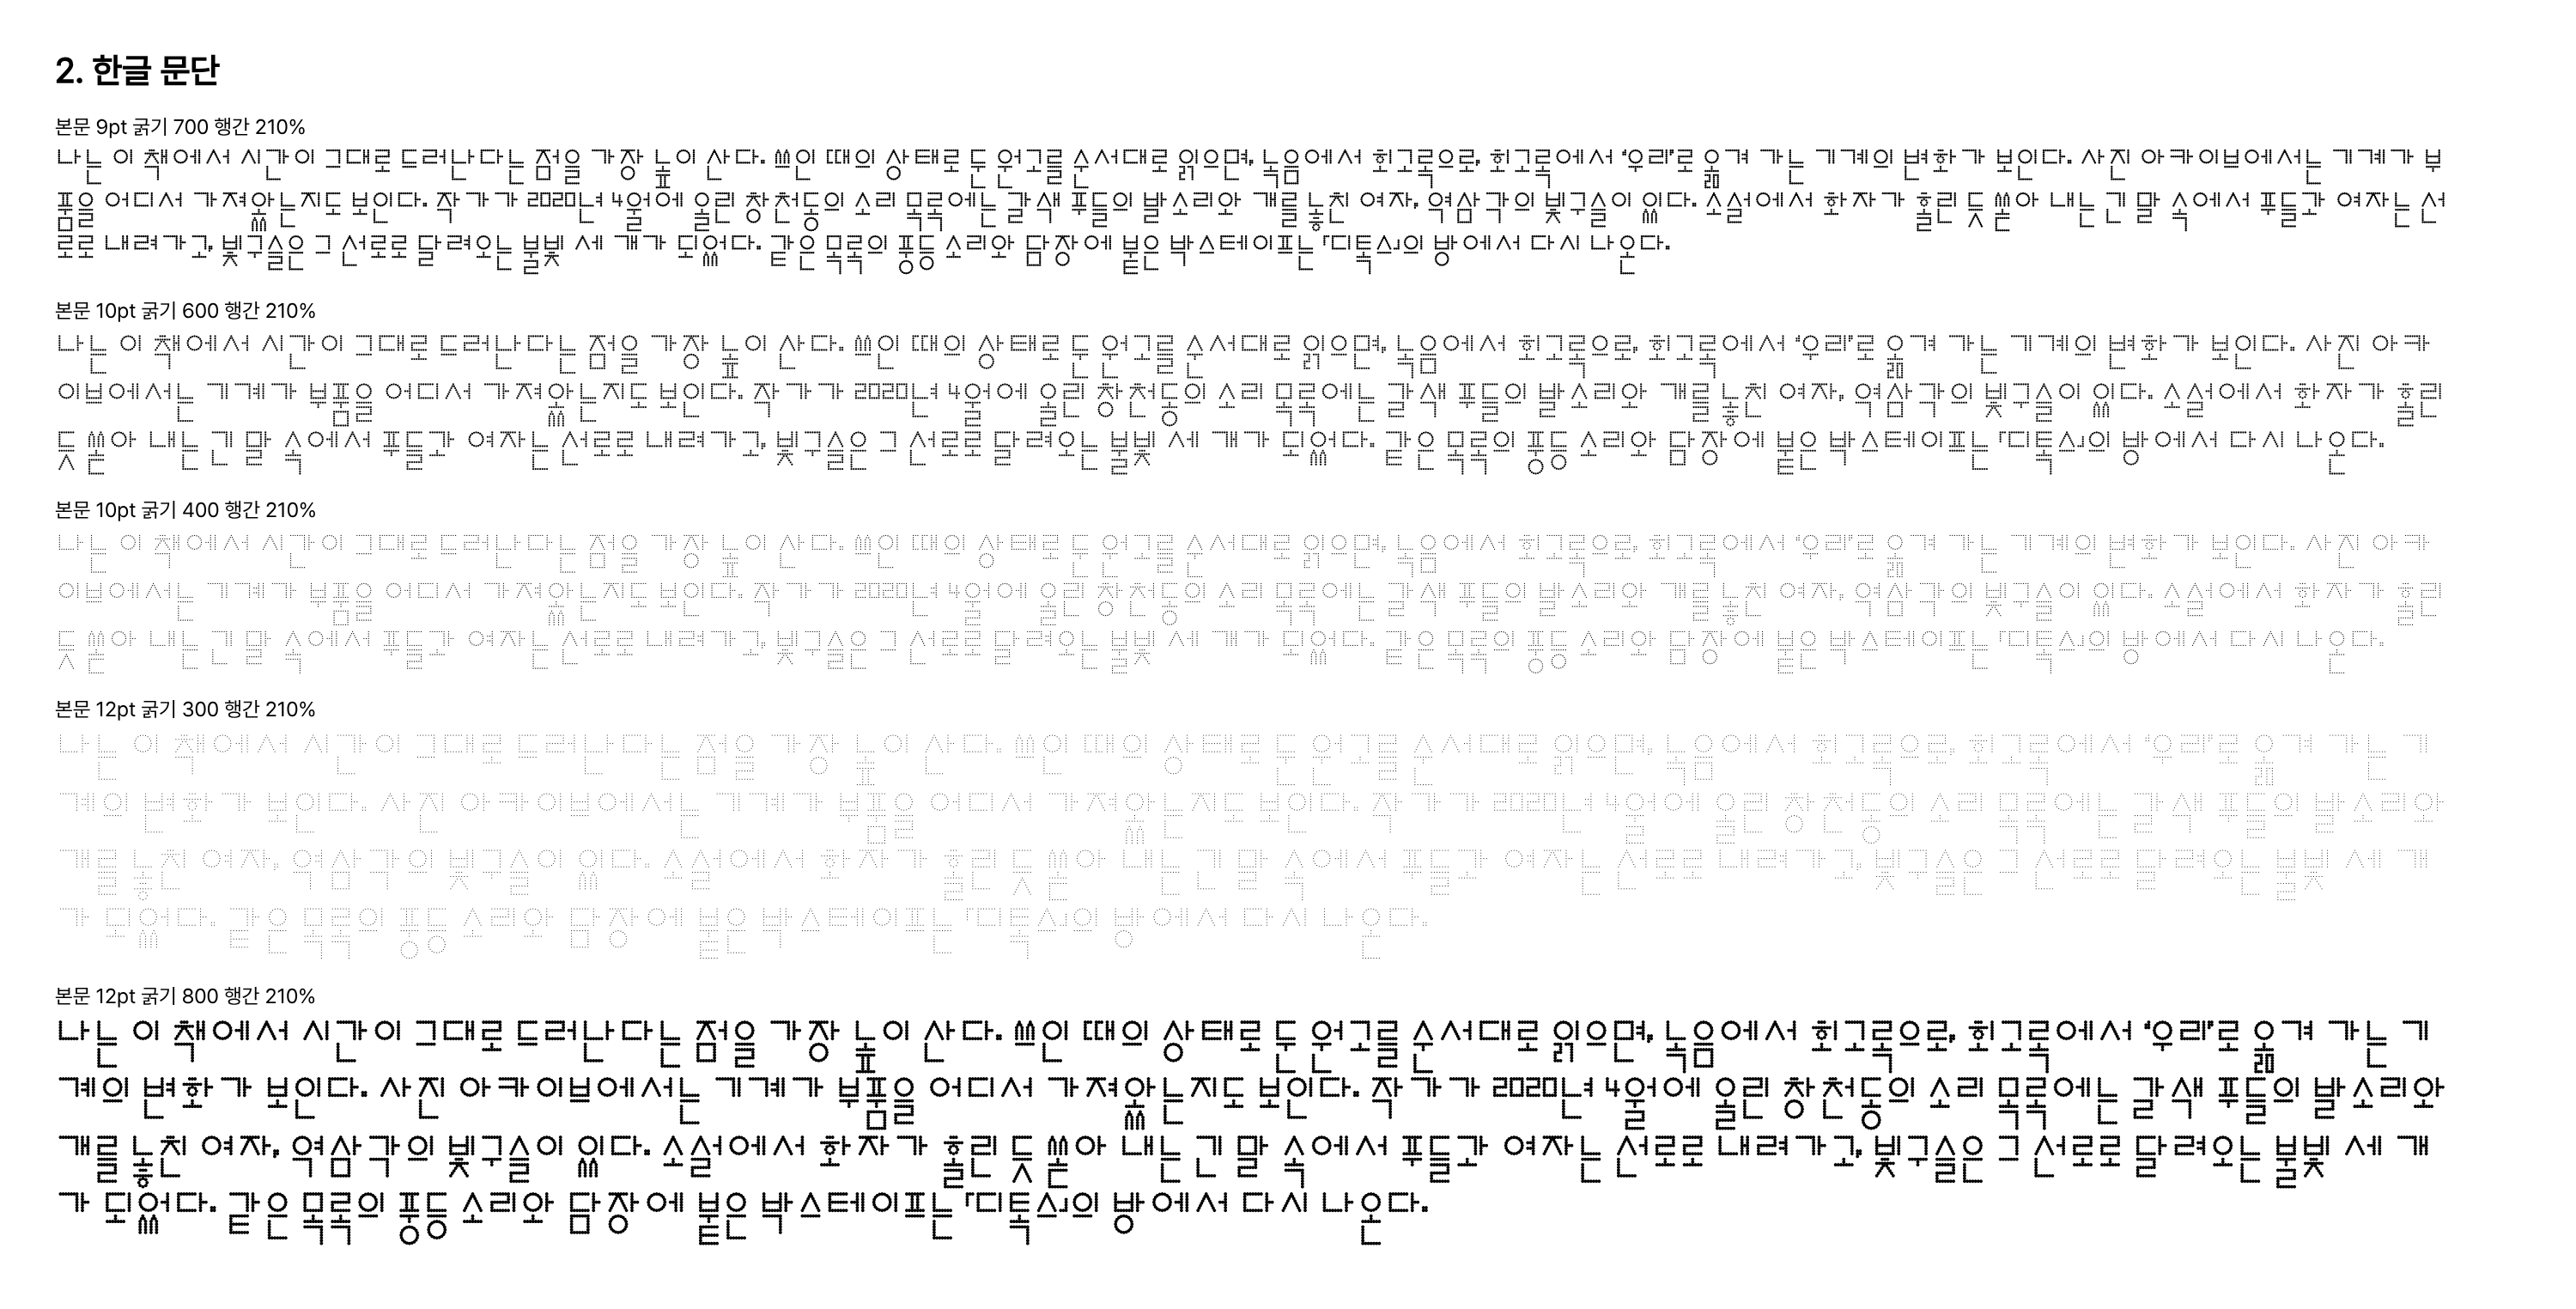 2. 한글 문단
본문 9pt 굵기 700 행간 210%
나는 이 책에서 시간이 그대로 드러난다는 점을 가장 높이 산다. 쓰인 때의 상태로 둔 원고를 순서대로 읽으면, 녹음에서 회고록으로, 회고록에서 ‘우리’로 옮겨 가는 기계의 변화가 보인다. 사진 아카이브에서는 기계가 부
품을 어디서 가져왔는지도 보인다. 작가가 2020년 4월에 올린 창천동의 소리 목록에는 갈색 푸들의 발소리와 개를 놓친 여자, 역삼각의 빛구슬이 있다. 소설에서 화자가 홀린 듯 쏟아 내는 긴 말 속에서 푸들과 여자는 선
로로 내려가고, 빛구슬은 그 선로로 달려오는 불빛 세 개가 되었다. 같은 목록의 풍등 소리와 담장에 붙은 박스테이프는 「디톡스」의 방에서 다시 나온다.
본문 10pt 굵기 600 행간 210%
나는 이 책에서 시간이 그대로 드러난다는 점을 가장 높이 산다. 쓰인 때의 상태로 둔 원고를 순서대로 읽으면, 녹음에서 회고록으로, 회고록에서 ‘우리’로 옮겨 가는 기계의 변화가 보인다. 사진 아카
이브에서는 기계가 부품을 어디서 가져왔는지도 보인다. 작가가 2020년 4월에 올린 창천동의 소리 목록에는 갈색 푸들의 발소리와 개를 놓친 여자, 역삼각의 빛구슬이 있다. 소설에서 화자가 홀린
듯 쏟아 내는 긴 말 속에서 푸들과 여자는 선로로 내려가고, 빛구슬은 그 선로로 달려오는 불빛 세 개가 되었다. 같은 목록의 풍등 소리와 담장에 붙은 박스테이프는 「디톡스」의 방에서 다시 나온다.
본문 10pt 굵기 400 행간 210%
나는 이 책에서 시간이 그대로 드러난다는 점을 가장 높이 산다. 쓰인 때의 상태로 둔 원고를 순서대로 읽으면, 녹음에서 회고록으로, 회고록에서 ‘우리’로 옮겨 가는 기계의 변화가 보인다. 사진 아카
이브에서는 기계가 부품을 어디서 가져왔는지도 보인다. 작가가 2020년 4월에 올린 창천동의 소리 목록에는 갈색 푸들의 발소리와 개를 놓친 여자, 역삼각의 빛구슬이 있다. 소설에서 화자가 홀린
듯 쏟아 내는 긴 말 속에서 푸들과 여자는 선로로 내려가고, 빛구슬은 그 선로로 달려오는 불빛 세 개가 되었다. 같은 목록의 풍등 소리와 담장에 붙은 박스테이프는 「디톡스」의 방에서 다시 나온다.
본문 12pt 굵기 300 행간 210%
나는 이 책에서 시간이 그대로 드러난다는 점을 가장 높이 산다. 쓰인 때의 상태로 둔 원고를 순서대로 읽으면, 녹음에서 회고록으로, 회고록에서 ‘우리’로 옮겨 가는 기
계의 변화가 보인다. 사진 아카이브에서는 기계가 부품을 어디서 가져왔는지도 보인다. 작가가 2020년 4월에 올린 창천동의 소리 목록에는 갈색 푸들의 발소리와
개를 놓친 여자, 역삼각의 빛구슬이 있다. 소설에서 화자가 홀린 듯 쏟아 내는 긴 말 속에서 푸들과 여자는 선로로 내려가고, 빛구슬은 그 선로로 달려오는 불빛 세 개
가 되었다. 같은 목록의 풍등 소리와 담장에 붙은 박스테이프는 「디톡스」의 방에서 다시 나온다.
본문 12pt 굵기 800 행간 210%
나는 이 책에서 시간이 그대로 드러난다는 점을 가장 높이 산다. 쓰인 때의 상태로 둔 원고를 순서대로 읽으면, 녹음에서 회고록으로, 회고록에서 ‘우리’로 옮겨 가는 기
계의 변화가 보인다. 사진 아카이브에서는 기계가 부품을 어디서 가져왔는지도 보인다. 작가가 2020년 4월에 올린 창천동의 소리 목록에는 갈색 푸들의 발소리와
개를 놓친 여자, 역삼각의 빛구슬이 있다. 소설에서 화자가 홀린 듯 쏟아 내는 긴 말 속에서 푸들과 여자는 선로로 내려가고, 빛구슬은 그 선로로 달려오는 불빛 세 개
가 되었다. 같은 목록의 풍등 소리와 담장에 붙은 박스테이프는 「디톡스」의 방에서 다시 나온다.